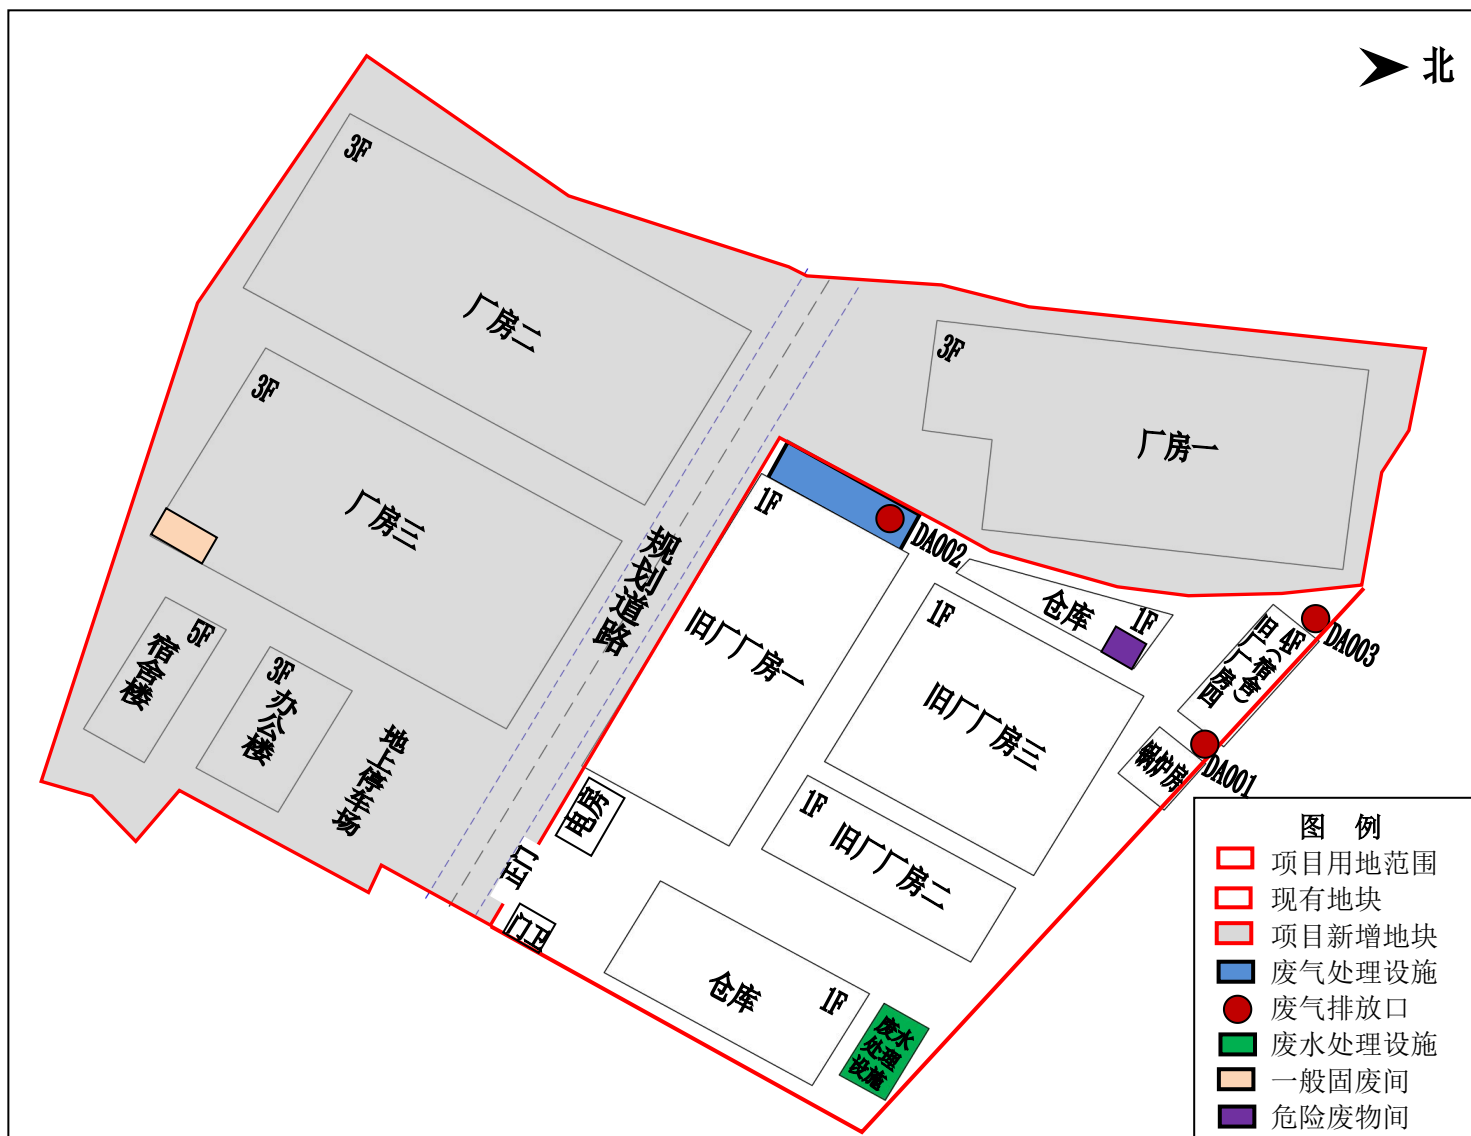 北
3F
厂房二
3F
厂房一
3F
厂房三
规划道路
1F
DA002
旧厂厂房一
仓库
1F
1F
旧厂厂房三
4F
旧厂房四
(宿舍)
DA003
5F
宿舍楼
3F
办公楼
地上停车场
锅炉房
DA001
电房
1F
旧厂厂房二
大门
门卫
仓库
1F
废水
处理
设施
图 例
项目用地范围
现有地块
项目新增地块
废气处理设施
废气排放口
废水处理设施
一般固废间
危险废物间